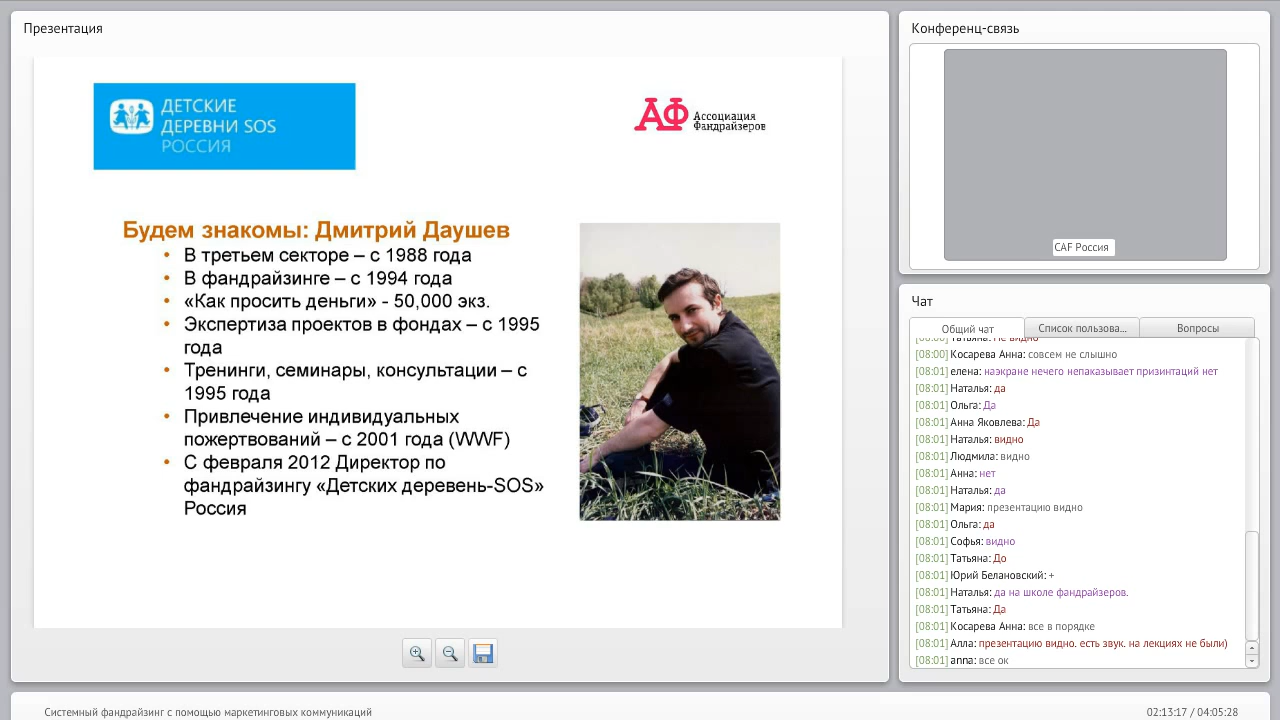 Презентация
ДЕТСКИЕ
ДЕРЕВНИ SOS
РОССИЯ
АФ Ассоциация
Фандрайзеров
Будем знакомы: Дмитрий Даушев
• В третьем секторе – с 1988 года
• В фандрайзинге – с 1994 года
• «Как просить деньги» - 50,000 экз.
• Экспертиза проектов в фондах – с 1995
года
• Тренинги, семинары, консультации – с
1995 года
• Привлечение индивидуальных
пожертвований – с 2001 года (WWF)
• С февраля 2012 Директор по
фандрайзингу «Детских деревень-SOS»
Россия
Конференц-связь
CAF Россия
Чат
Общий чат
Список пользова...
Вопросы
[08:00] Татьяна: Не видно
[08:00] Косарева Анна: совсем не слышно
[08:01] елена: наэкране нечего непаказывает призинтаций нет
[08:01] Наталья: да
[08:01] Ольга: Да
[08:01] Анна Яковлева: Да
[08:01] Наталья: видно
[08:01] Людмила: видно
[08:01] Анна: нет
[08:01] Наталья: да
[08:01] Мария: презентацию видно
[08:01] Ольга: да
[08:01] Софья: видно
[08:01] Татьяна: До
[08:01] Юрий Белановский: +
[08:01] Наталья: да на школе фандрайзеров.
[08:01] Татьяна: Да
[08:01] Косарева Анна: все в порядке
[08:01] Алла: презентацию видно. есть звук. на лекциях не были)
[08:01] anna: все ок
Системный фандрайзинг с помощью маркетинговых коммуникаций
02:13:17 / 04:05:28